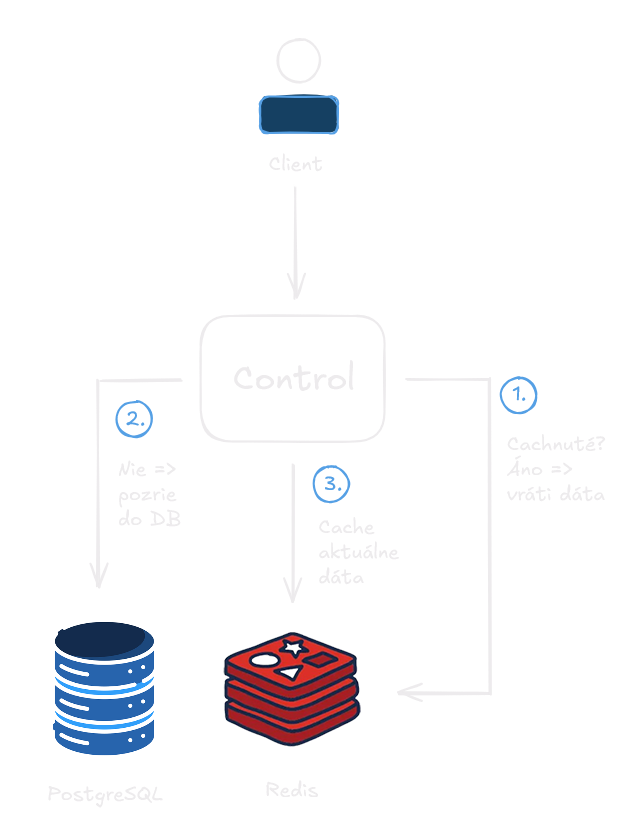 Client
Control
1.
Cachnuté?
Áno =>
vráti dáta
2.
Nie =>
pozrie
do DB
3.
Cache
aktuálne
dáta
PostgreSQL
Redis